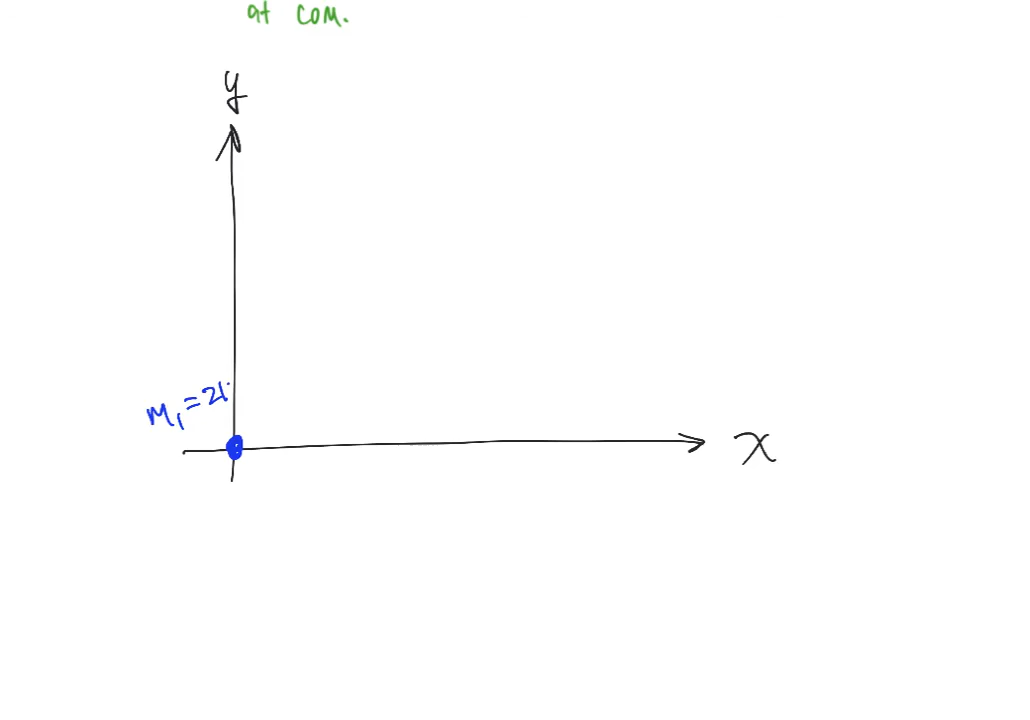 at COM.
y
M₁ = 2
x